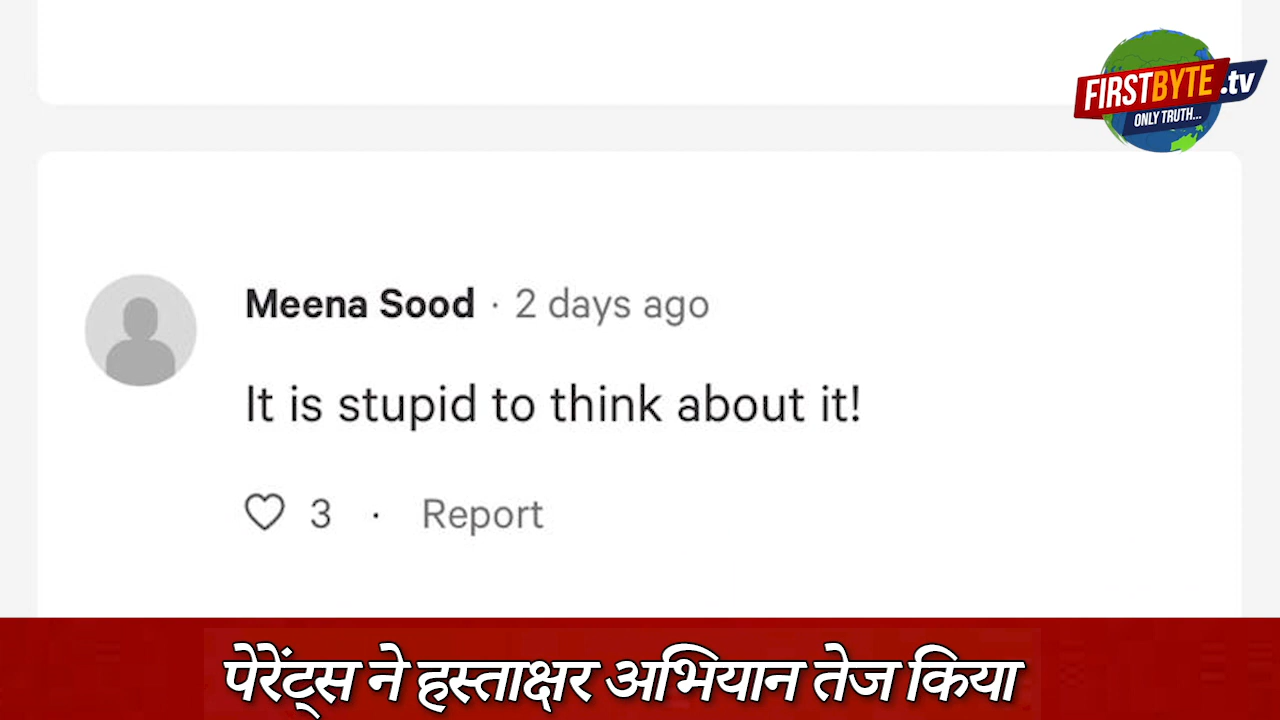 FIRSTBYTE.tv
ONLY TRUTH...
Meena Sood · 2 days ago
It is stupid to think about it!
3 · Report
पेरेंट्स ने हस्ताक्षर अभियान तेज किया